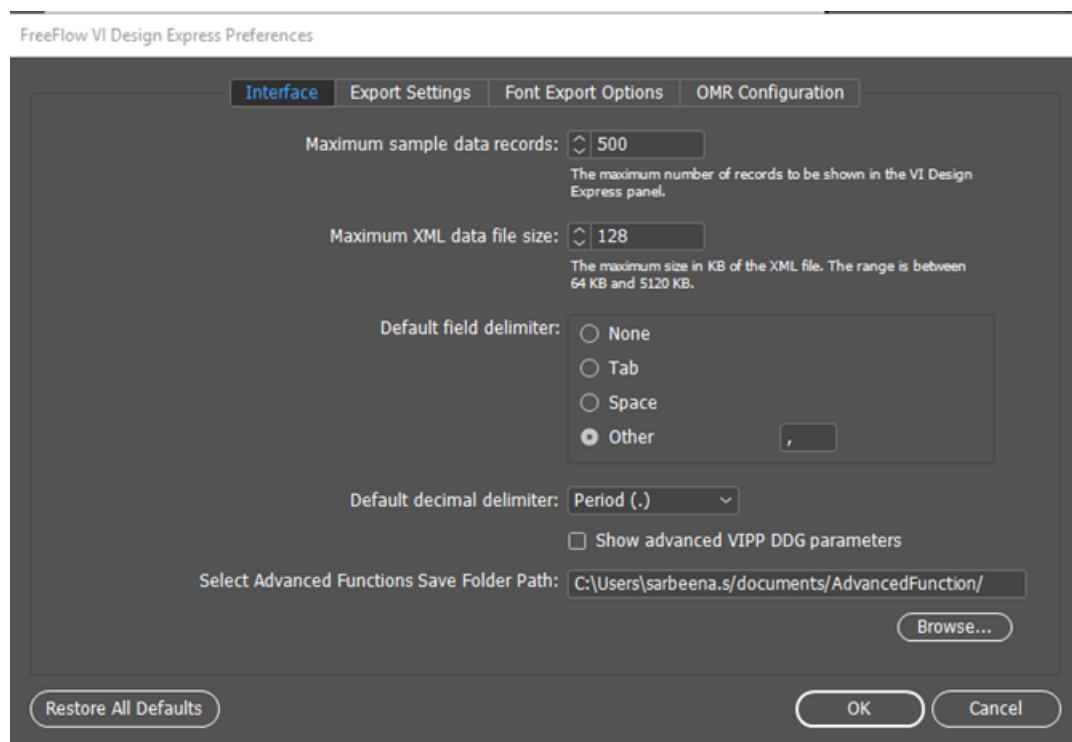 FreeFlow VI Design Express Preferences
Interface Export Settings Font Export Options OMR Configuration
Maximum sample data records: 500
The maximum number of records to be shown in the VI Design
Express panel.
Maximum XML data file size: 128
The maximum size in KB of the XML file. The range is between
64 KB and 5120 KB.
Default field delimiter:
None
Tab
Space
Other ,
Default decimal delimiter: Period (.)
Show advanced VIPP DDG parameters
Select Advanced Functions Save Folder Path: C:\Users\sarbeena.s/documents/AdvancedFunction/
Browse...
Restore All Defaults OK Cancel